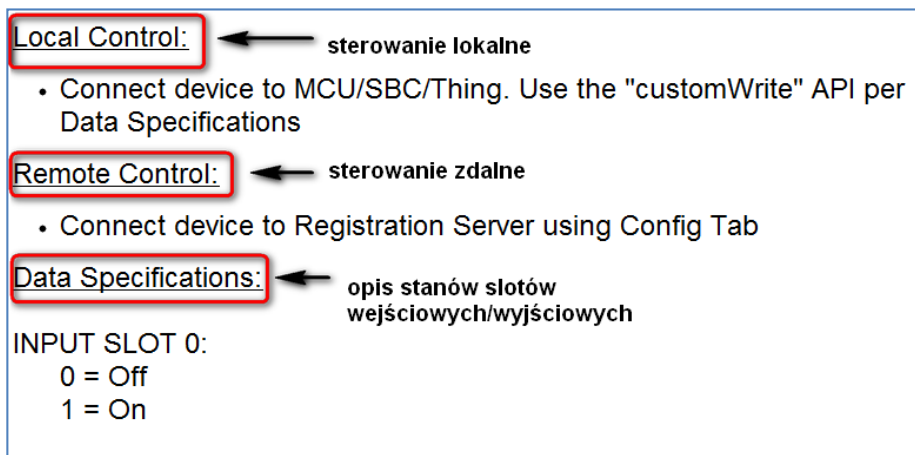 Local Control:
sterowanie lokalne
• Connect device to MCU/SBC/Thing. Use the "customWrite" API per
Data Specifications
Remote Control:
sterowanie zdalne
• Connect device to Registration Server using Config Tab
Data Specifications:
opis stanów slotów
wejściowych/wyjściowych
INPUT SLOT 0:
0 = Off
1 = On